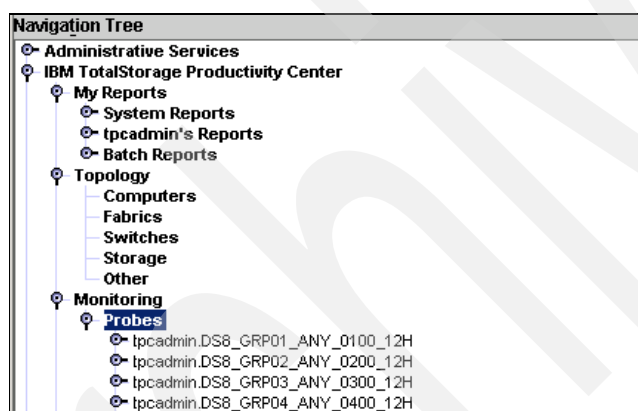 Navigation Tree
Administrative Services
IBM TotalStorage Productivity Center
My Reports
System Reports
tpcadmin's Reports
Batch Reports
Topology
Computers
Fabrics
Switches
Storage
Other
Monitoring
Probes
tpcadmin.DS8_GRP01_ANY_0100_12H
tpcadmin.DS8_GRP02_ANY_0200_12H
tpcadmin.DS8_GRP03_ANY_0300_12H
tpcadmin.DS8_GRP04_ANY_0400_12H